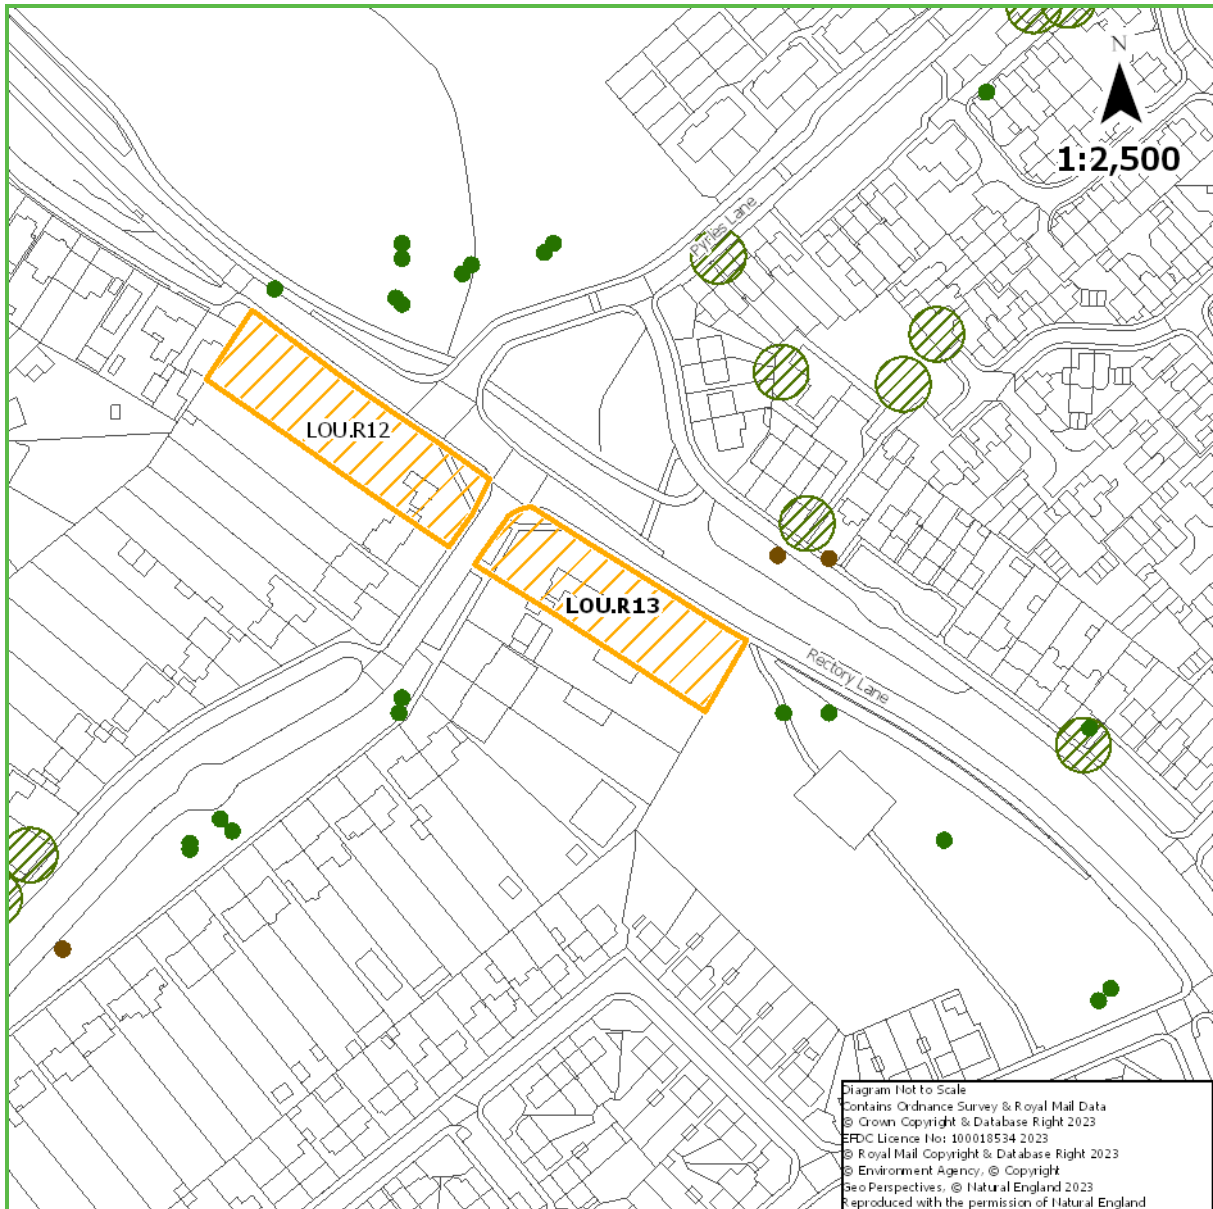 N
1:2,500
Pyrles Lane
LOU.R12
LOU.R13
Rectory Lane
Diagram Not to Scale
Contains Ordnance Survey & Royal Mail Data
© Crown Copyright & Database Right 2023
EFDC Licence No: 100018534 2023
© Royal Mail Copyright & Database Right 2023
© Environment Agency, © Copyright
Geo Perspectives, © Natural England 2023
Reproduced with the permission of Natural England